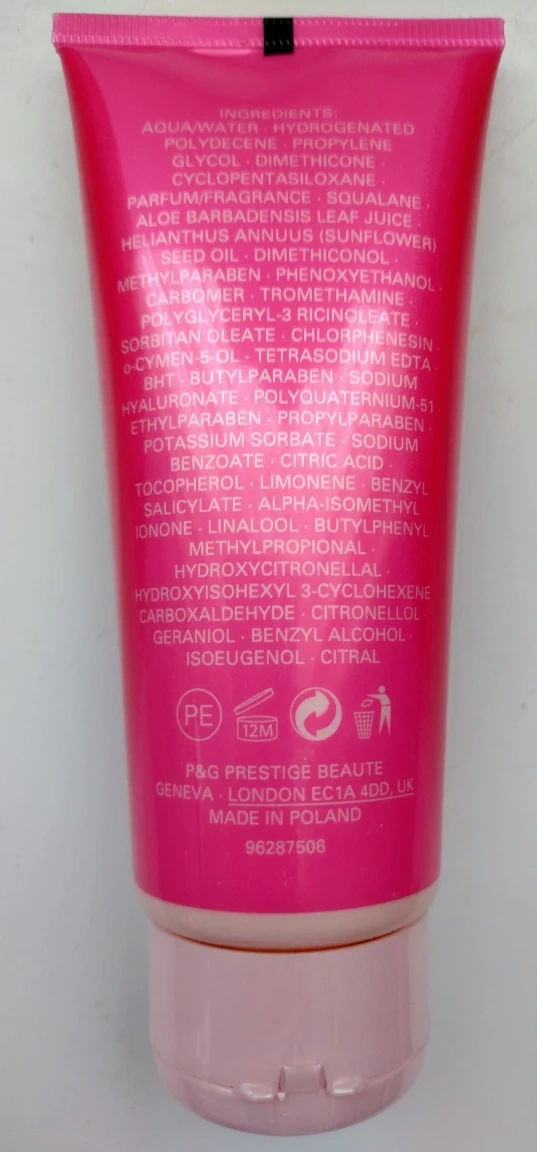 INGREDIENTS:
AQUA/WATER · HYDROGENATED
POLYDECENE · PROPYLENE
GLYCOL · DIMETHICONE ·
CYCLOPENTASILOXANE ·
PARFUM/FRAGRANCE · SQUALANE ·
ALOE BARBADENSIS LEAF JUICE ·
HELIANTHUS ANNUUS (SUNFLOWER)
SEED OIL · DIMETHICONOL ·
METHYLPARABEN · PHENOXYETHANOL ·
CARBOMER · TROMETHAMINE ·
POLYGLYCERYL-3 RICINOLEATE ·
SORBITAN OLEATE · CHLORPHENESIN ·
o-CYMEN-5-OL · TETRASODIUM EDTA ·
BHT · BUTYLPARABEN · SODIUM
HYALURONATE · POLYQUATERNIUM-51 ·
ETHYLPARABEN · PROPYLPARABEN ·
POTASSIUM SORBATE · SODIUM
BENZOATE · CITRIC ACID ·
TOCOPHEROL · LIMONENE · BENZYL
SALICYLATE · ALPHA-ISOMETHYL
IONONE · LINALOOL · BUTYLPHENYL
METHYLPROPIONAL ·
HYDROXYCITRONELLAL ·
HYDROXYISOHEXYL 3-CYCLOHEXENE
CARBOXALDEHYDE · CITRONELLOL ·
GERANIOL · BENZYL ALCOHOL ·
ISOEUGENOL · CITRAL
PE 12M
P&G PRESTIGE BEAUTE
GENEVA · LONDON EC1A 4DD, UK
MADE IN POLAND
96287506